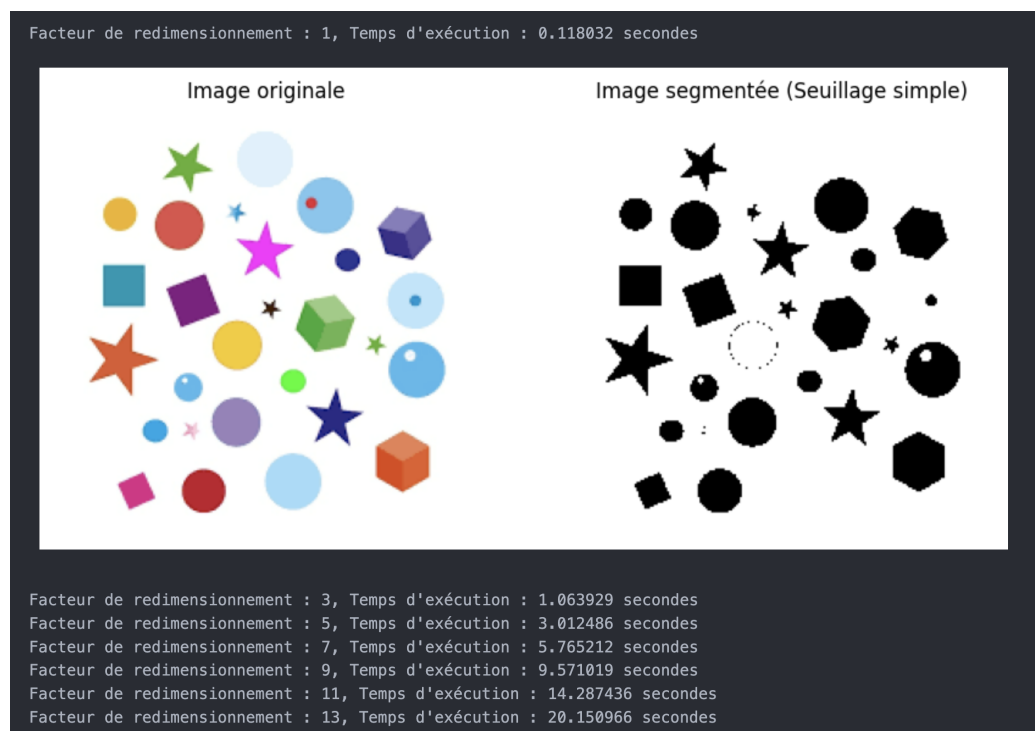 Facteur de redimensionnement : 1, Temps d'exécution : 0.118032 secondes
Image originale
Image segmentée (Seuillage simple)
Facteur de redimensionnement : 3, Temps d'exécution : 1.063929 secondes
Facteur de redimensionnement : 5, Temps d'exécution : 3.012486 secondes
Facteur de redimensionnement : 7, Temps d'exécution : 5.765212 secondes
Facteur de redimensionnement : 9, Temps d'exécution : 9.571019 secondes
Facteur de redimensionnement : 11, Temps d'exécution : 14.287436 secondes
Facteur de redimensionnement : 13, Temps d'exécution : 20.150966 secondes